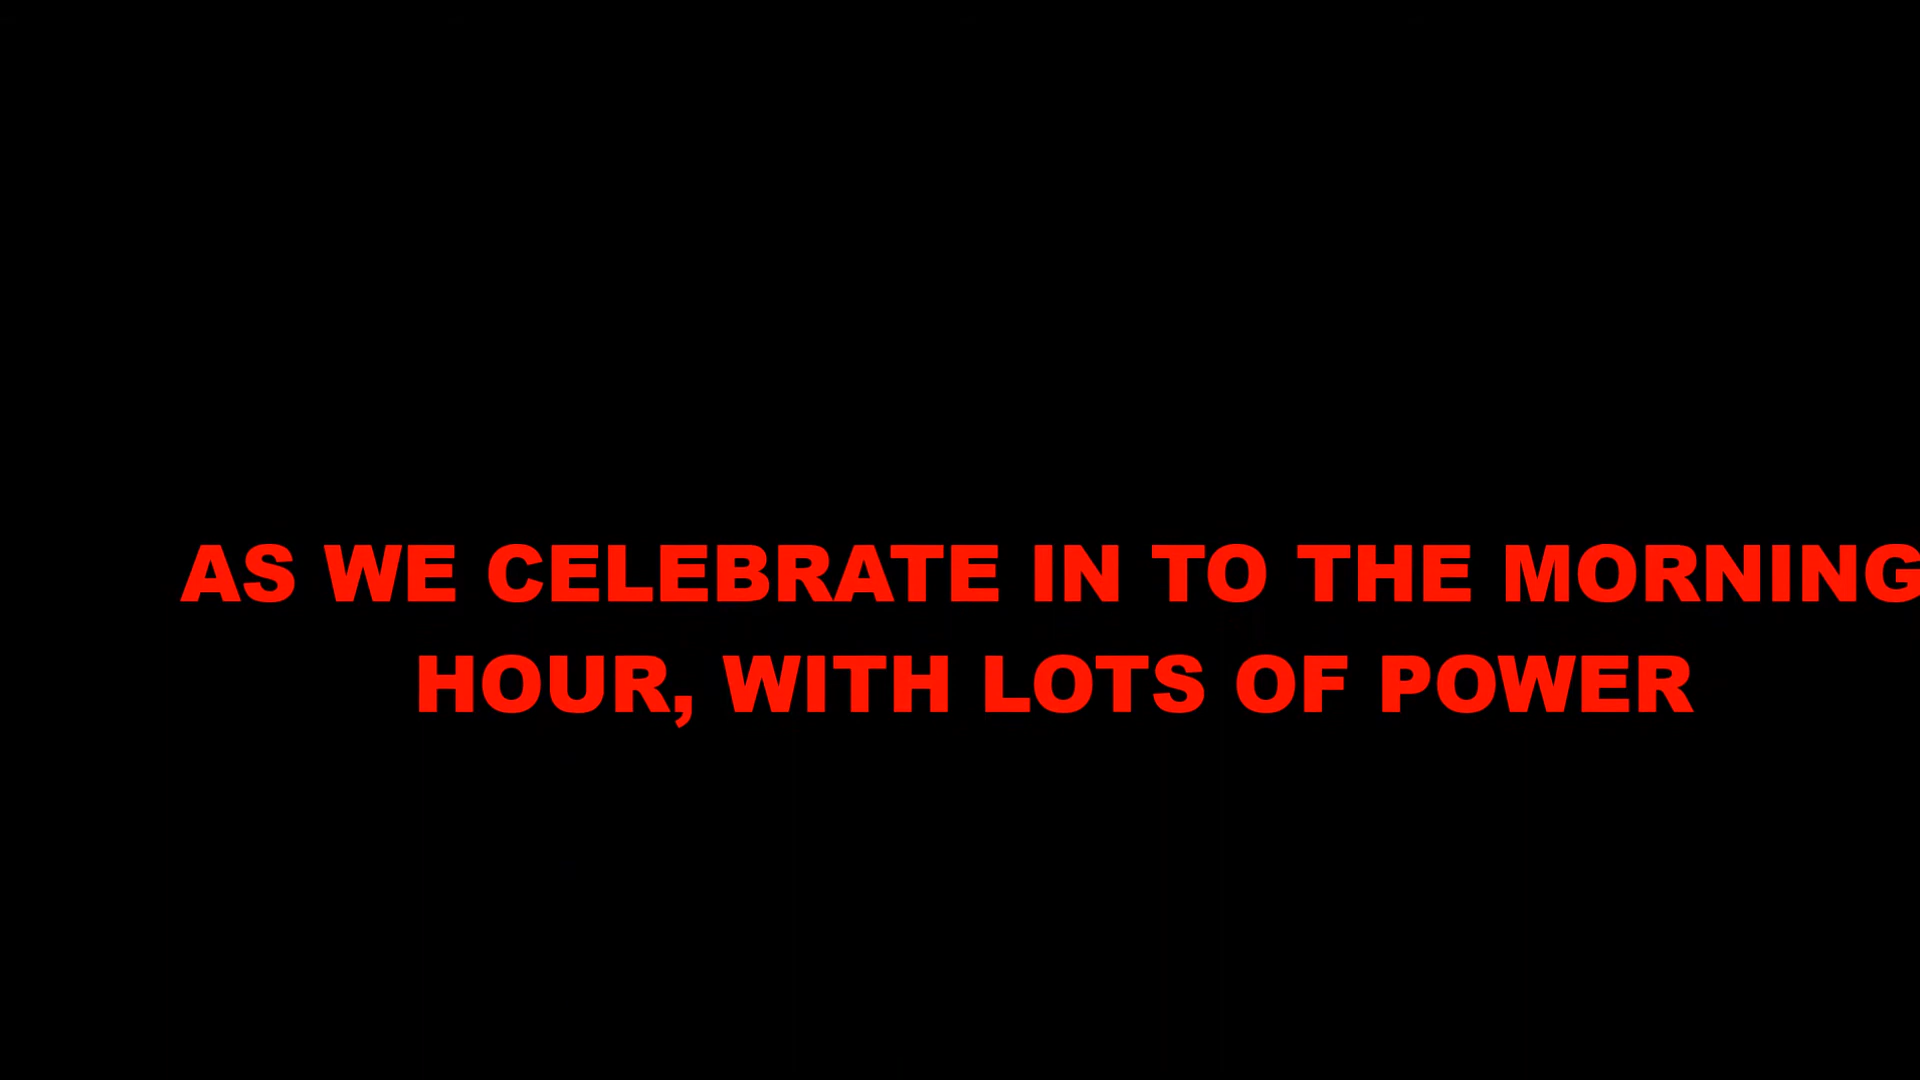 AS WE CELEBRATE IN TO THE MORNING
HOUR, WITH LOTS OF POWER